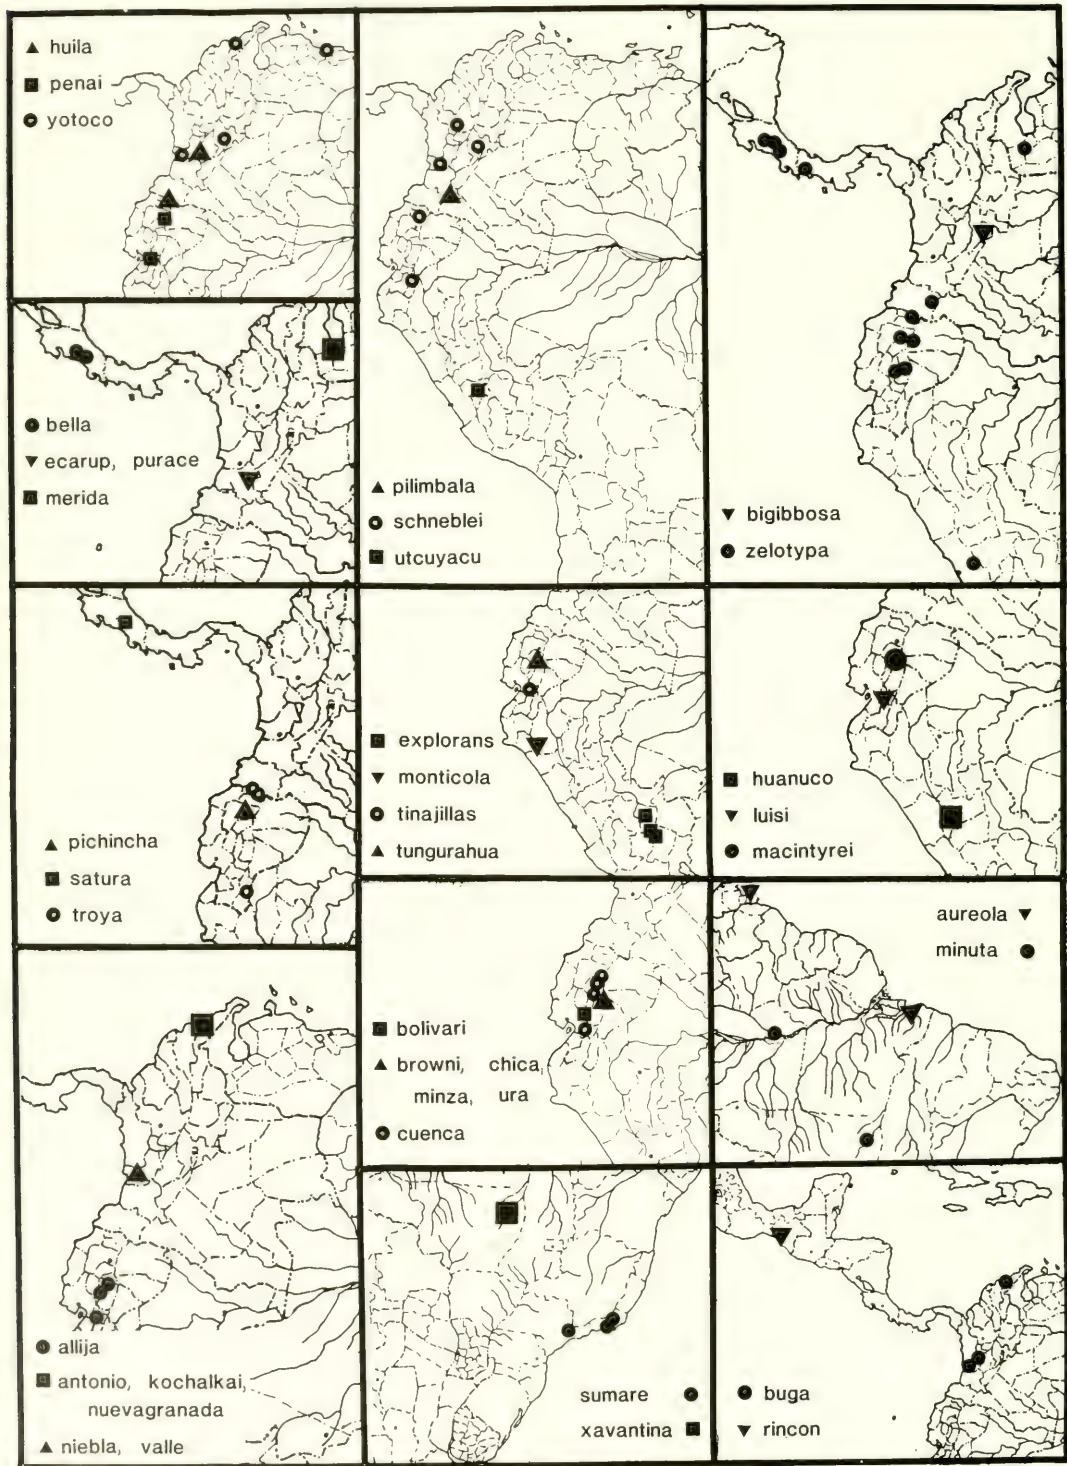 ▲ huila
■ penai
● yotoco
● bella
▼ ecarup, purace
■ merida
▲ pichincha
■ satura
● troya
● allija
■ antonio, kochalkai,
nuevagranada
▲ niebla, valle
▲ pilimbala
● schneblei
■ utcuyacu
■ explorans
▼ monticola
● tinajillas
▲ tungurahua
■ bolivari
▲ browni, chica,
minza, ura
● cuenca
sumare ●
xavantina ■
▼ bigibbosa
● zelotypa
■ huanuco
▼ luisi
● macintyrei
aureola ▼
minuta ●
● buga
▼ rincon